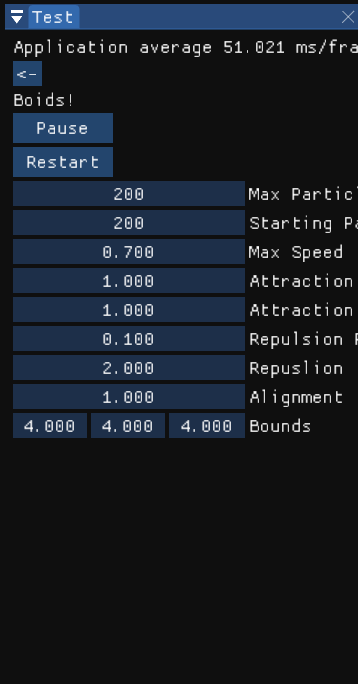 Test
Application average 51.021 ms/fra
<-
Boids!
Pause
Restart
200 Max Partic
200 Starting Pa
0.700 Max Speed
1.000 Attraction
1.000 Attraction
0.100 Repulsion
2.000 Repuslion
1.000 Alignment
4.000 4.000 4.000 Bounds